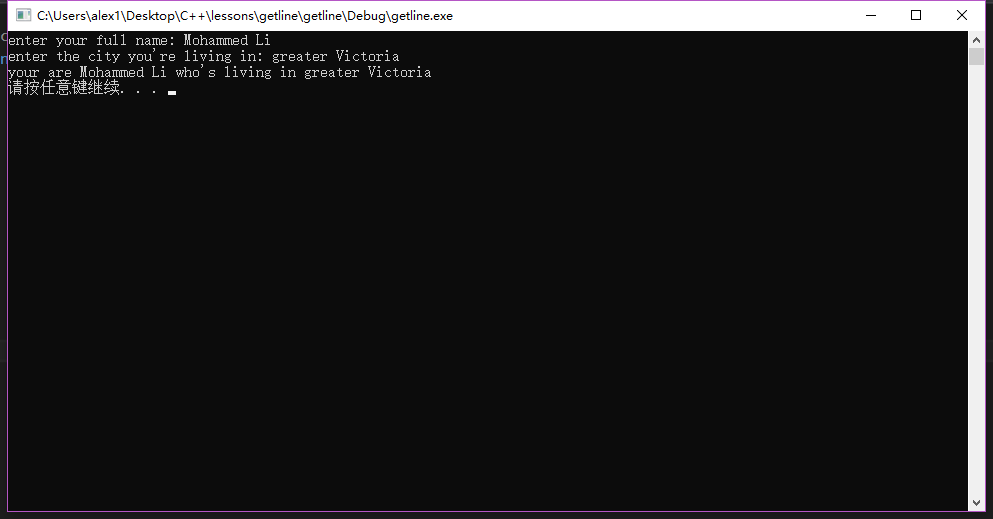 C:\Users\alex1\Desktop\C++\lessons\getline\getline\Debug\getline.exe
enter your full name: Mohammed Li
enter the city you're living in: greater Victoria
your are Mohammed Li who's living in greater Victoria
请按任意键继续. . .